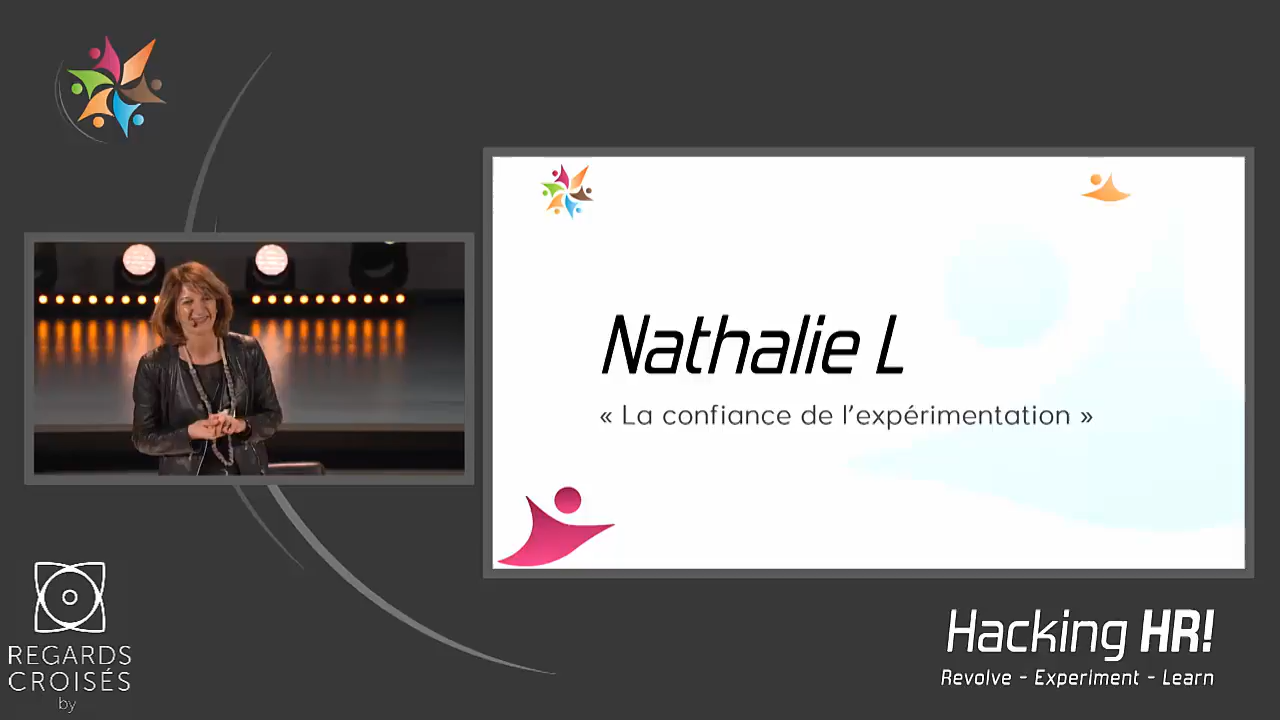 Nathalie L
« La confiance de l’expérimentation »
REGARDS
CROISÉS
by
Hacking HR!
Revolve - Experiment - Learn